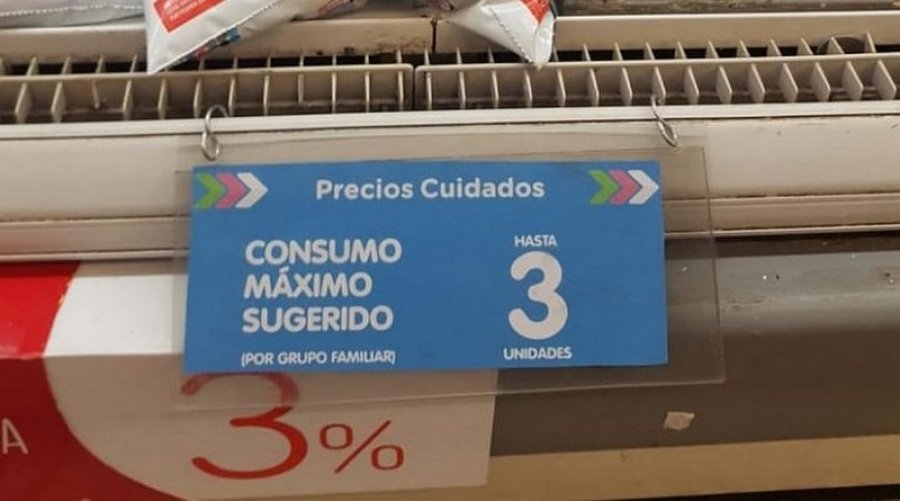 Precios Cuidados
CONSUMO
MÁXIMO
SUGERIDO
(POR GRUPO FAMILIAR)
HASTA
3
UNIDADES
3%
A